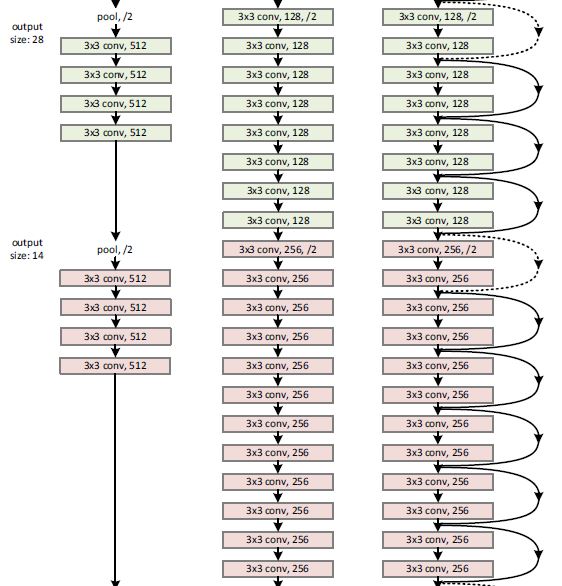 output
size: 28
pool, /2
3x3 conv, 512
3x3 conv, 512
3x3 conv, 512
3x3 conv, 512
output
size: 14
pool, /2
3x3 conv, 512
3x3 conv, 512
3x3 conv, 512
3x3 conv, 512
3x3 conv, 128, /2
3x3 conv, 128
3x3 conv, 128
3x3 conv, 128
3x3 conv, 128
3x3 conv, 128
3x3 conv, 128
3x3 conv, 128
3x3 conv, 256, /2
3x3 conv, 256
3x3 conv, 256
3x3 conv, 256
3x3 conv, 256
3x3 conv, 256
3x3 conv, 256
3x3 conv, 256
3x3 conv, 256
3x3 conv, 256
3x3 conv, 256
3x3 conv, 256
3x3 conv, 128, /2
3x3 conv, 128
3x3 conv, 128
3x3 conv, 128
3x3 conv, 128
3x3 conv, 128
3x3 conv, 128
3x3 conv, 128
3x3 conv, 256, /2
3x3 conv, 256
3x3 conv, 256
3x3 conv, 256
3x3 conv, 256
3x3 conv, 256
3x3 conv, 256
3x3 conv, 256
3x3 conv, 256
3x3 conv, 256
3x3 conv, 256
3x3 conv, 256